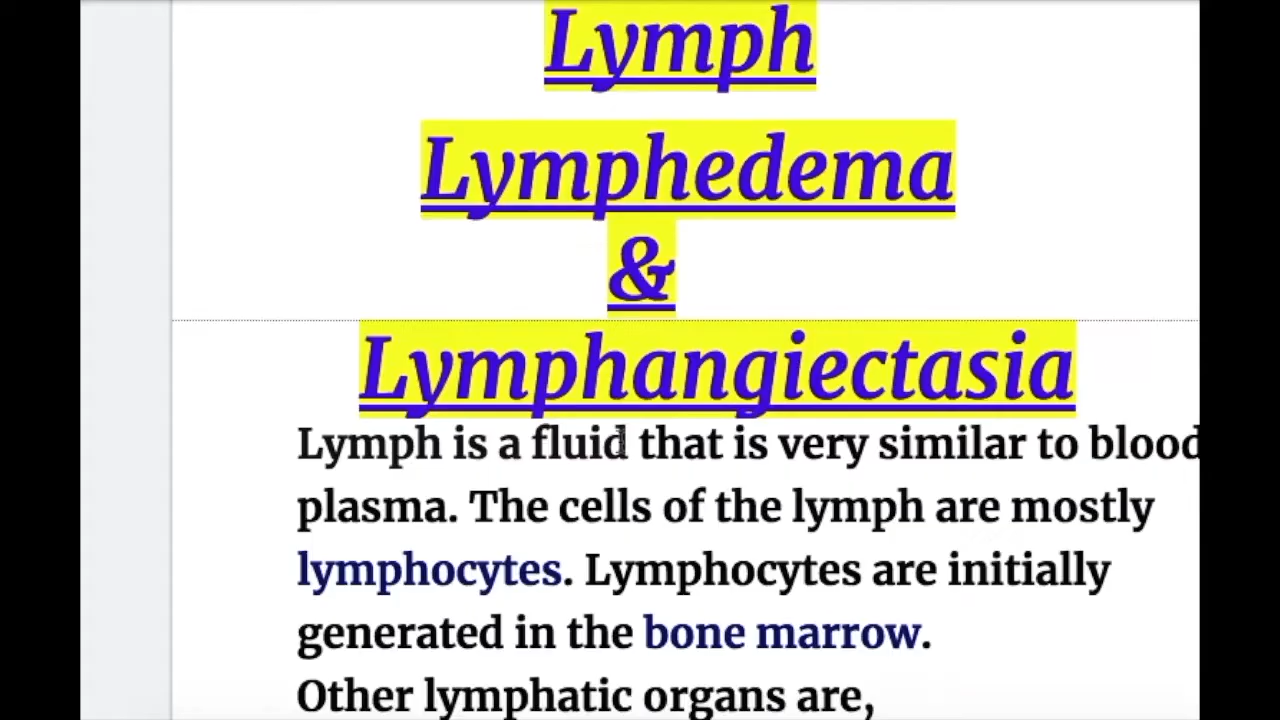 Lymph
Lymphedema
&
Lymphangiectasia
Lymph is a fluid that is very similar to blood
plasma. The cells of the lymph are mostly
lymphocytes. Lymphocytes are initially
generated in the bone marrow.
Other lymphatic organs are,